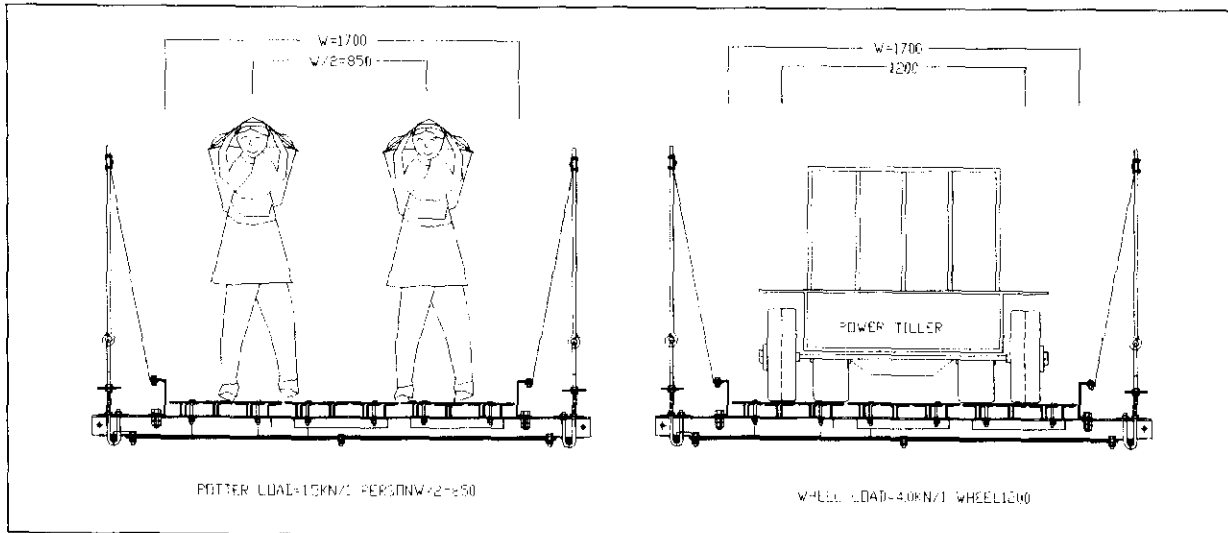 W=1700
W/2=850
W=1700
1200
POWER TILLER
POTTER LOAD=1.5KN/1 PERSONW/2=850
WHEEL LOAD=4.0KN/1 WHEEL1200